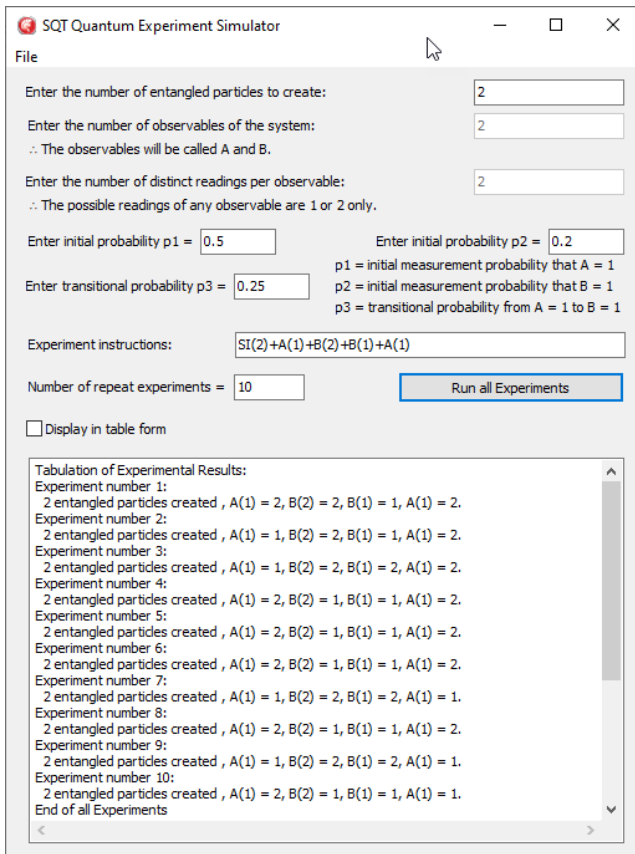 SQT Quantum Experiment Simulator
File
Enter the number of entangled particles to create: 2
Enter the number of observables of the system: 2
∴ The observables will be called A and B.
Enter the number of distinct readings per observable: 2
∴ The possible readings of any observable are 1 or 2 only.
Enter initial probability p1 = 0.5 Enter initial probability p2 = 0.2
p1 = initial measurement probability that A = 1
Enter transitional probability p3 = 0.25 p2 = initial measurement probability that B = 1
p3 = transitional probability from A = 1 to B = 1
Experiment instructions: SI(2)+A(1)+B(2)+B(1)+A(1)
Number of repeat experiments = 10 Run all Experiments
Display in table form
Tabulation of Experimental Results:
Experiment number 1:
2 entangled particles created , A(1) = 2, B(2) = 2, B(1) = 1, A(1) = 2.
Experiment number 2:
2 entangled particles created , A(1) = 1, B(2) = 2, B(1) = 1, A(1) = 2.
Experiment number 3:
2 entangled particles created , A(1) = 1, B(2) = 2, B(1) = 2, A(1) = 2.
Experiment number 4:
2 entangled particles created , A(1) = 2, B(2) = 1, B(1) = 1, A(1) = 2.
Experiment number 5:
2 entangled particles created , A(1) = 2, B(2) = 1, B(1) = 1, A(1) = 2.
Experiment number 6:
2 entangled particles created , A(1) = 2, B(2) = 1, B(1) = 1, A(1) = 2.
Experiment number 7:
2 entangled particles created , A(1) = 1, B(2) = 2, B(1) = 2, A(1) = 1.
Experiment number 8:
2 entangled particles created , A(1) = 2, B(2) = 1, B(1) = 1, A(1) = 2.
Experiment number 9:
2 entangled particles created , A(1) = 1, B(2) = 1, B(1) = 2, A(1) = 1.
Experiment number 10:
2 entangled particles created , A(1) = 2, B(2) = 1, B(1) = 1, A(1) = 1.
End of all Experiments